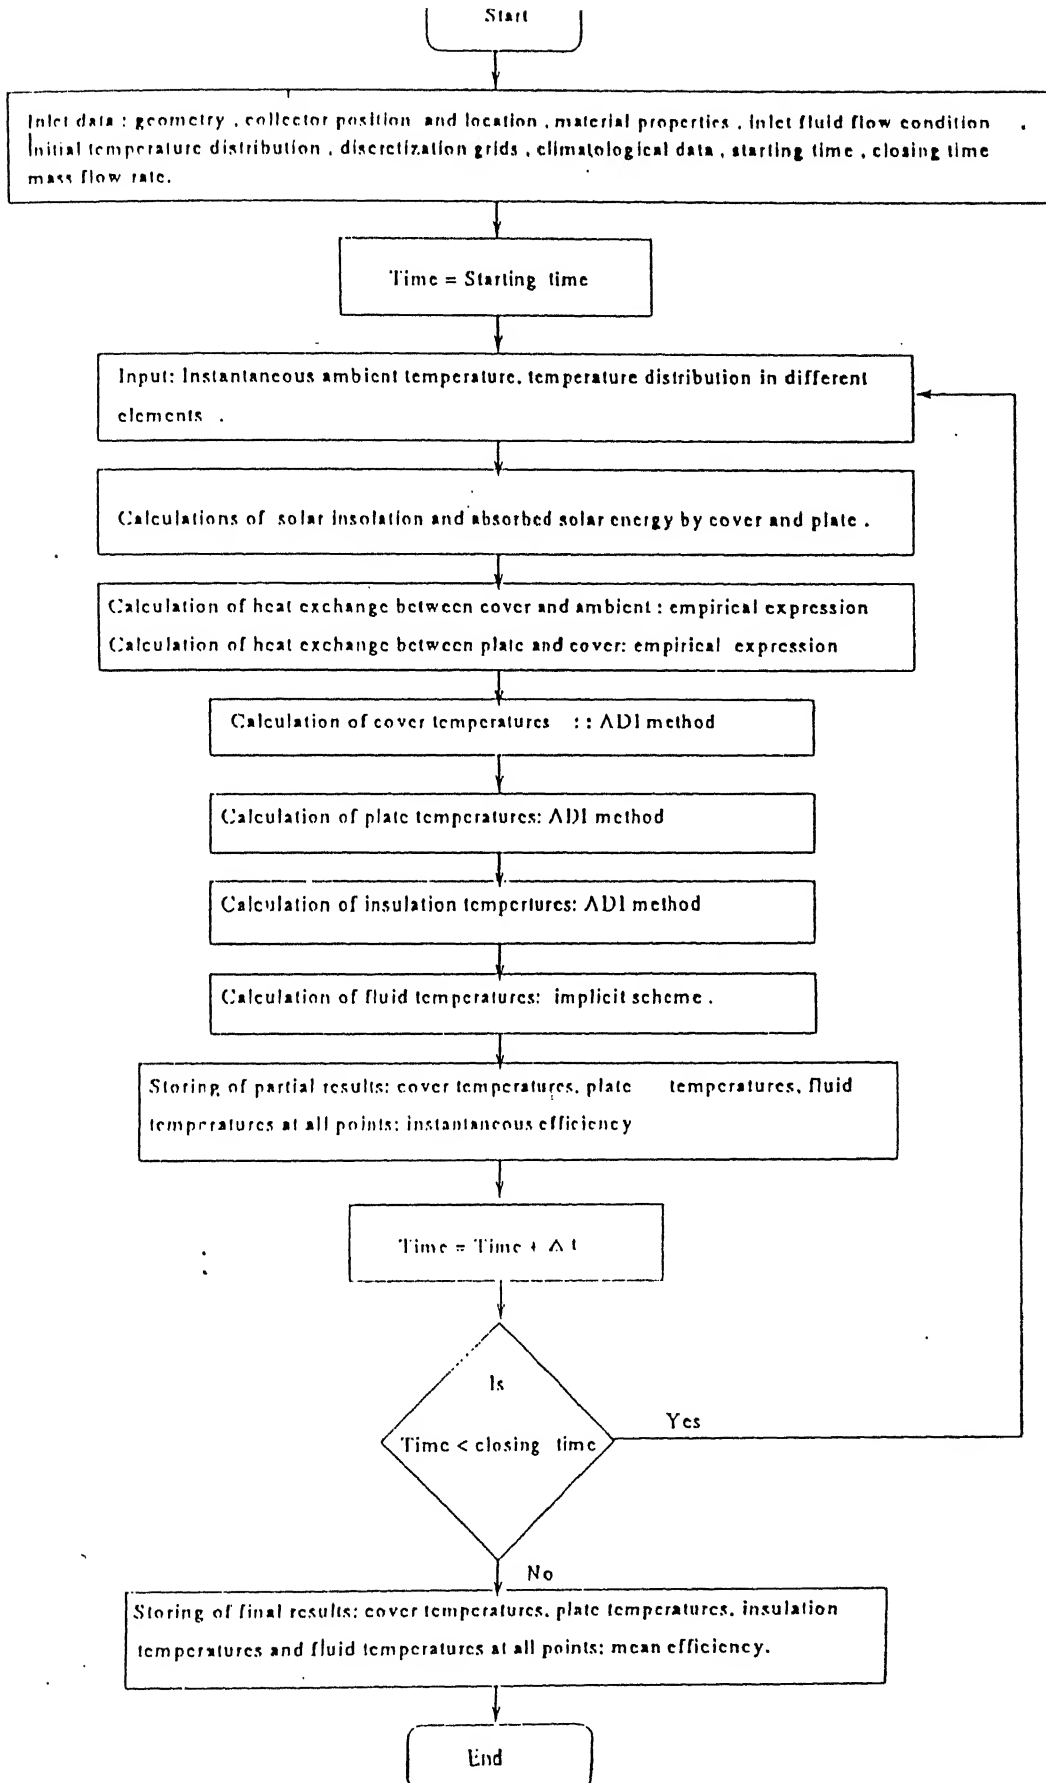 Start
Inlet data : geometry , collector position and location , material properties , inlet fluid flow condition
Initial temperature distribution , discretization grids , climatological data , starting time , closing time
mass flow rate.
Time = Starting time
Input: Instantaneous ambient temperature, temperature distribution in different
elements .
Calculations of solar insolation and absorbed solar energy by cover and plate .
Calculation of heat exchange between cover and ambient : empirical expression
Calculation of heat exchange between plate and cover: empirical expression
Calculation of cover temperatures : : ADI method
Calculation of plate temperatures: ADI method
Calculation of insulation tempertures: ADI method
Calculation of fluid temperatures: implicit scheme .
Storing of partial results: cover temperatures, plate temperatures, fluid
temperatures at all points; instantaneous efficiency
Time = Time + Δ t
Is
Time < closing time
Yes
No
Storing of final results: cover temperatures, plate temperatures, insulation
temperatures and fluid temperatures at all points; mean efficiency.
End